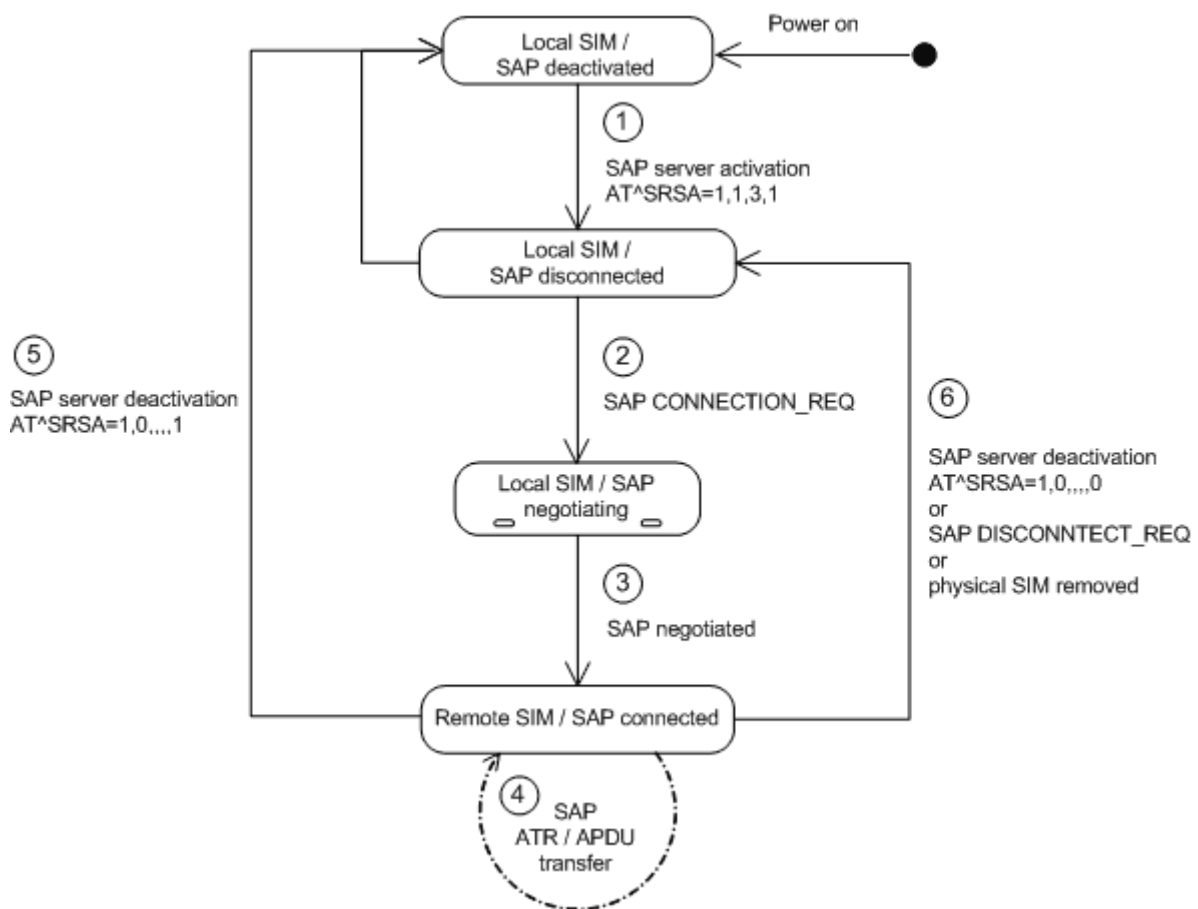 Power on
Local SIM /
SAP deactivated
1
SAP server activation
AT^SRSA=1,1,3,1
Local SIM /
SAP disconnected
5
SAP server deactivation
AT^SRSA=1,0,,,,1
2
SAP CONNECTION_REQ
6
SAP server deactivation
AT^SRSA=1,0,,,,0
or
SAP DISCONNTECT_REQ
or
physical SIM removed
Local SIM / SAP
negotiating
3
SAP negotiated
Remote SIM / SAP connected
4
SAP
ATR / APDU
transfer